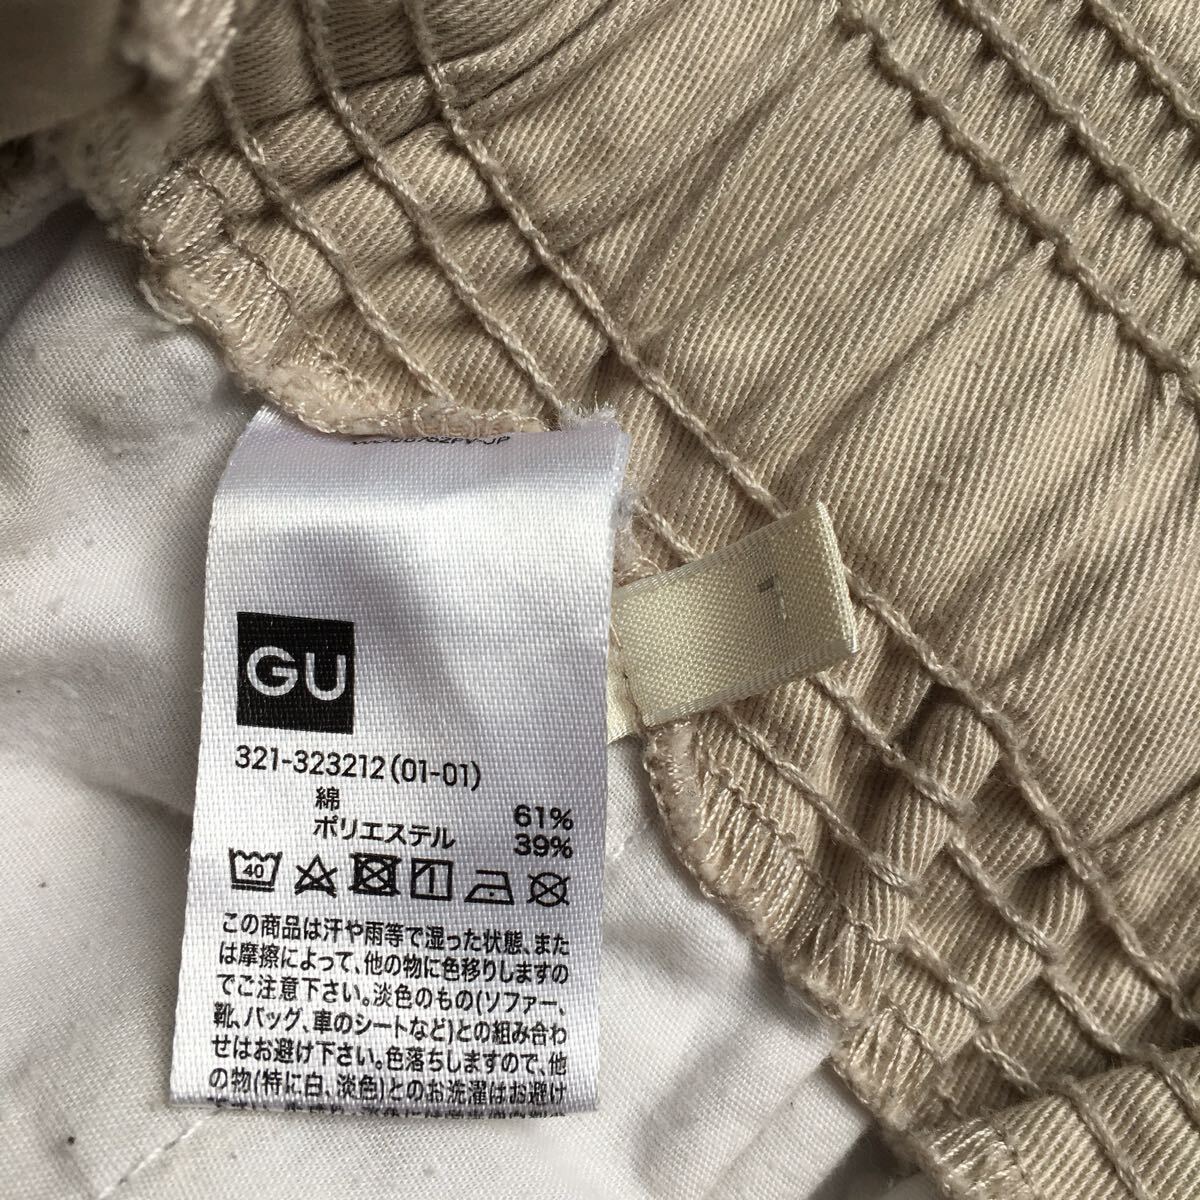 GU
321-323212(01-01)
綿 61%
ポリエステル 39%
40
この商品は汗や雨等で湿った状態、また
は摩擦によって、他の物に色移りしますの
でご注意下さい。淡色のもの(ソファー、
靴、バッグ、車のシートなど)との組み合わ
せはお避け下さい。色落ちしますので、他
の物(特に白、淡色)とのお洗濯はお避け